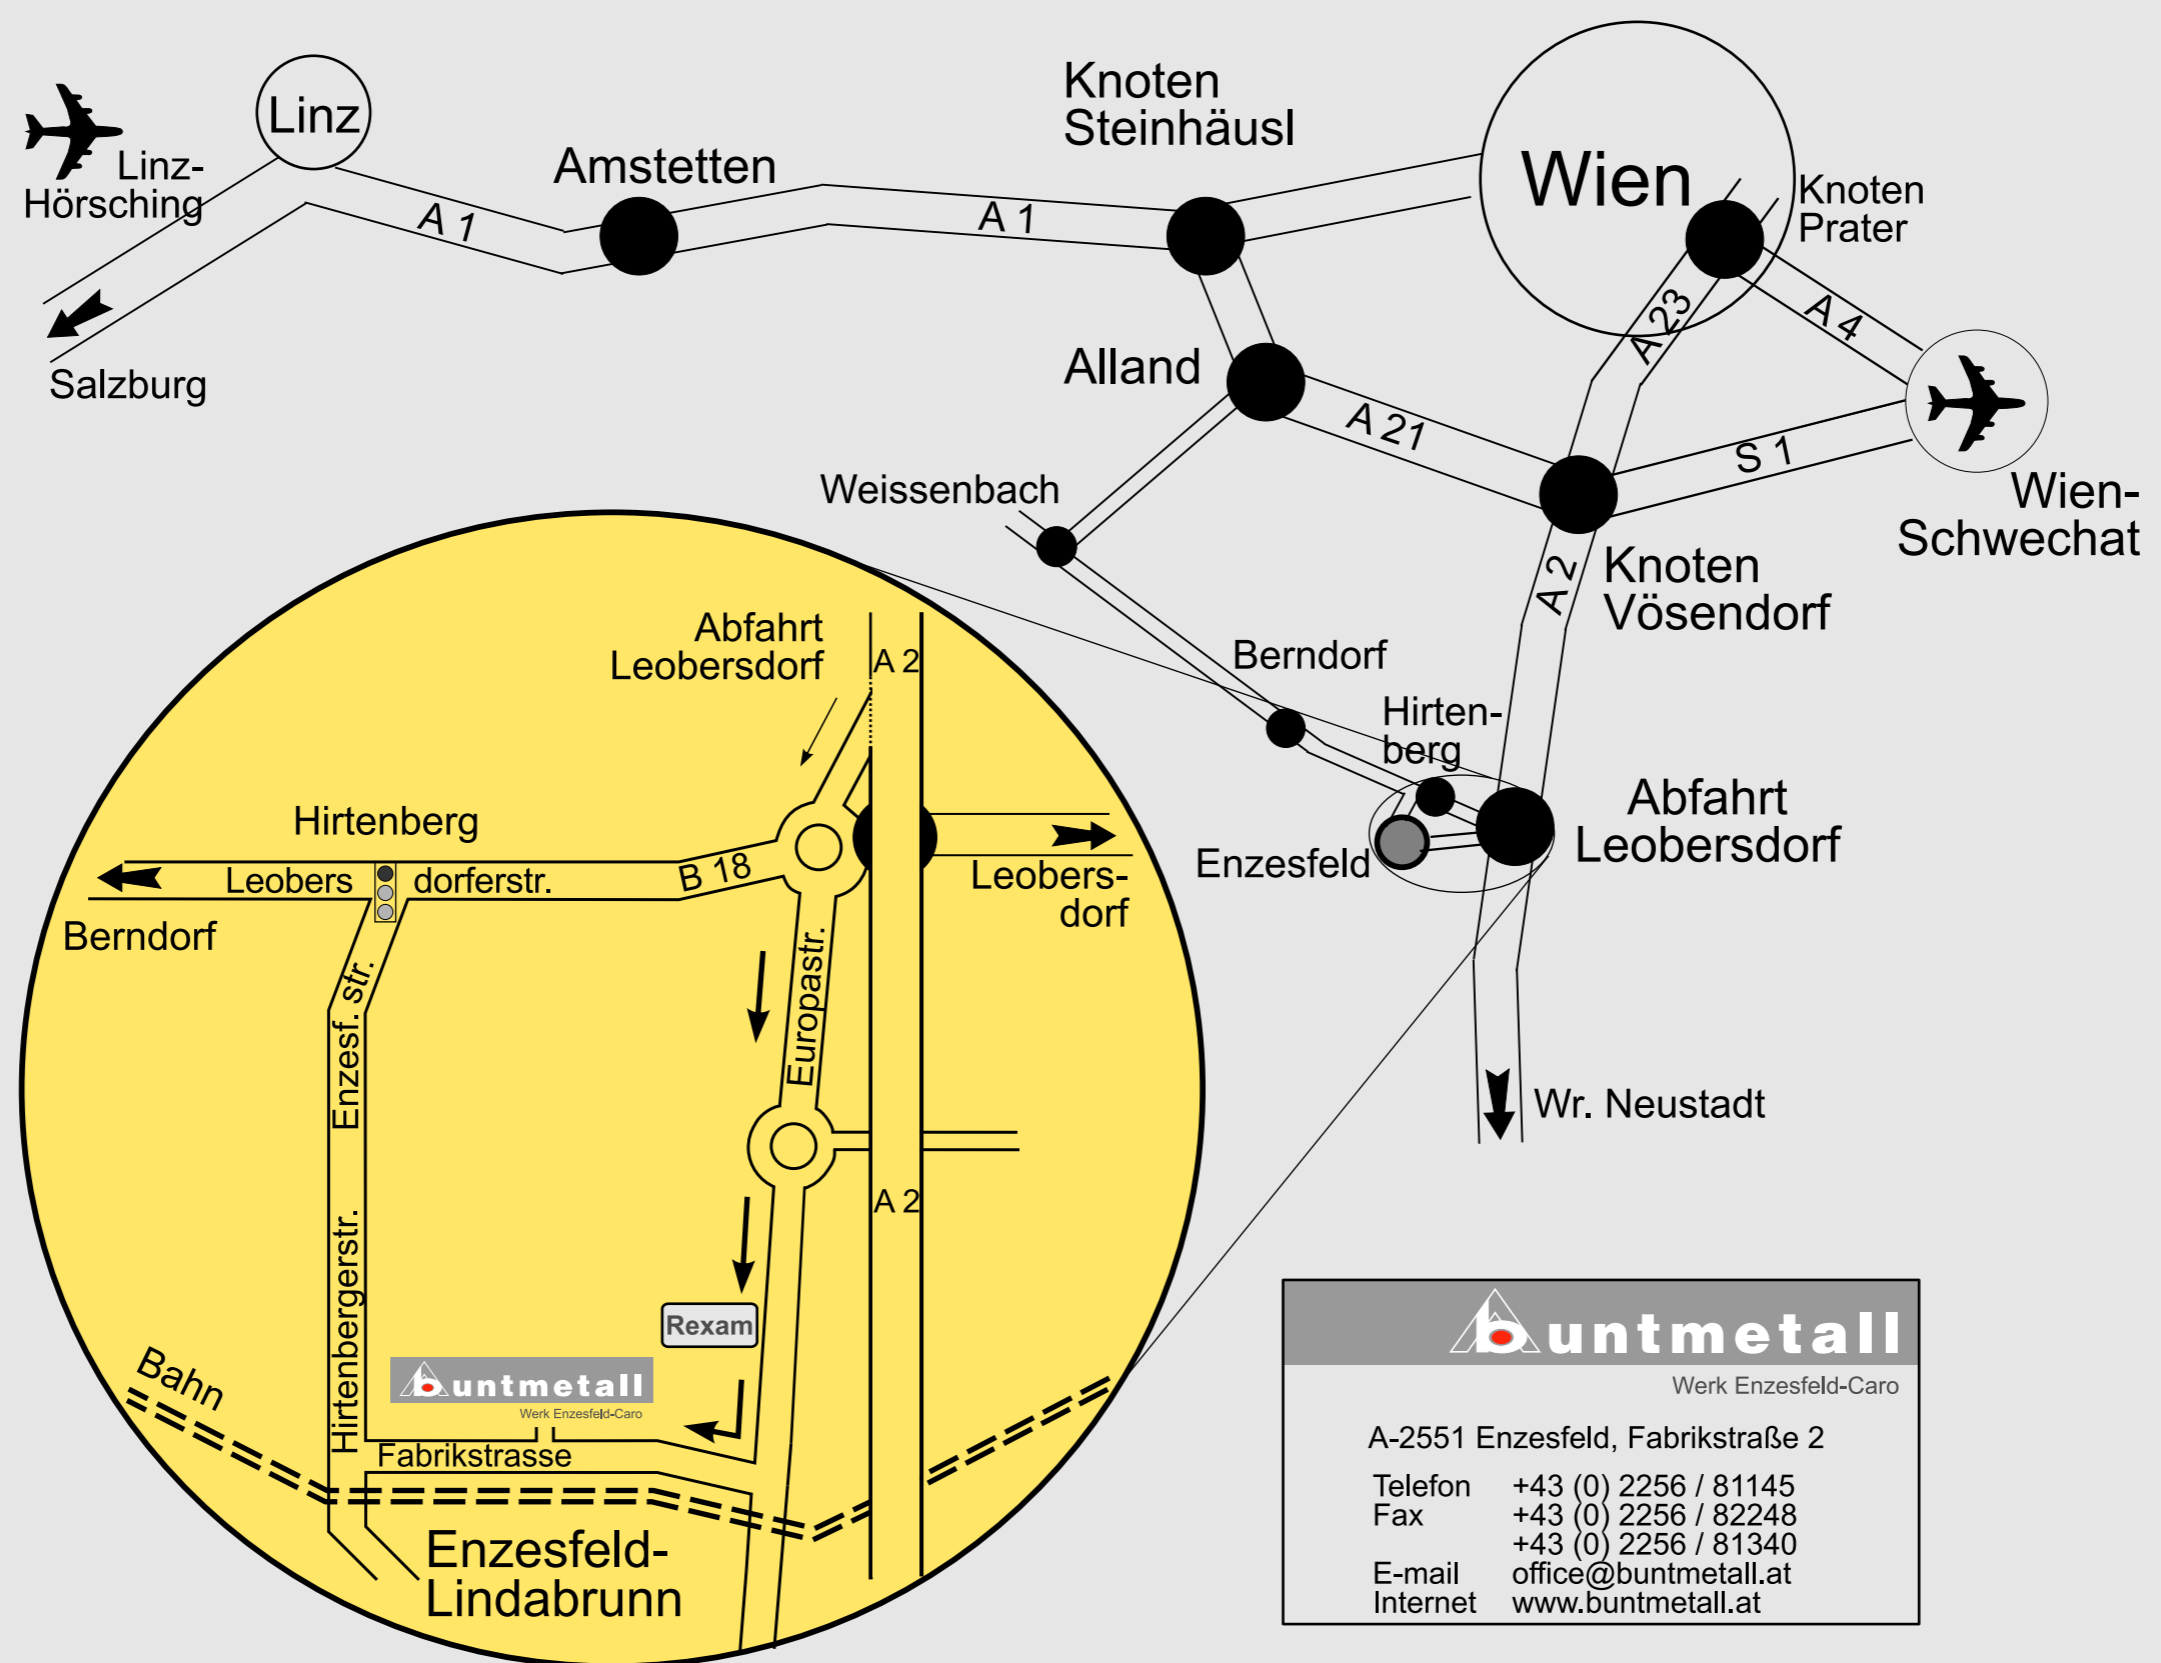 Linz
Linz-
Hörsching
Salzburg
A 1
Amstetten
A 1
Knoten
Steinhäusl
Wien
Knoten
Prater
A 23
A 4
Alland
A 21
S 1
Wien-
Schwechat
Weissenbach
A 2
Knoten
Vösendorf
Berndorf
Hirten-
berg
Abfahrt
Leobersdorf
Enzesfeld
Wr. Neustadt
Abfahrt
Leobersdorf
A 2
Hirtenberg
Leobers dorferstr.
B 18
Leobers-
dorf
Berndorf
Enzesf. str.
Europastr.
A 2
Hirtenbergerstr.
Rexam
buntmetall
Werk Enzesfeld-Caro
Bahn
Fabrikstrasse
Enzesfeld-
Lindabrunn
buntmetall
Werk Enzesfeld-Caro
A-2551 Enzesfeld, Fabrikstraße 2
Telefon +43 (0) 2256 / 81145
Fax +43 (0) 2256 / 82248
+43 (0) 2256 / 81340
E-mail office@buntmetall.at
Internet www.buntmetall.at